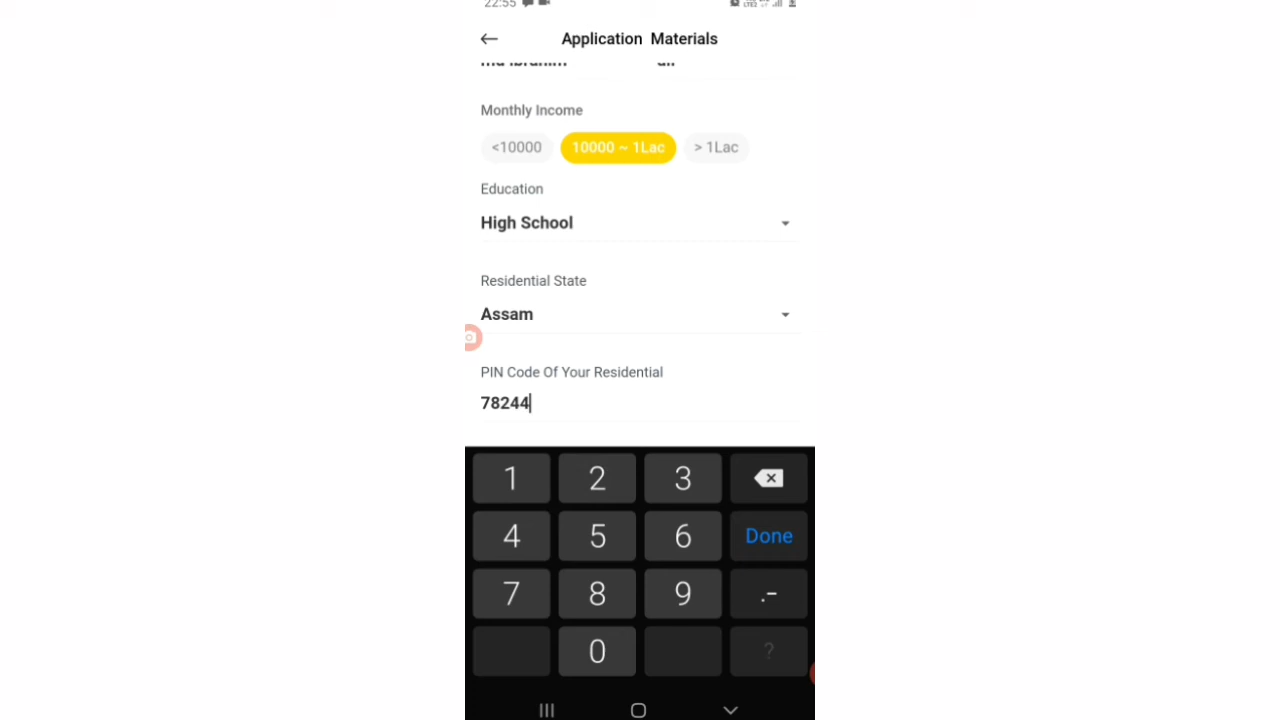 22:55
Application Materials
Monthly Income
<10000 10000 ~ 1Lac > 1Lac
Education
High School
Residential State
Assam
PIN Code Of Your Residential
78244
1 2 3
4 5 6 Done
7 8 9 .-
0 ?